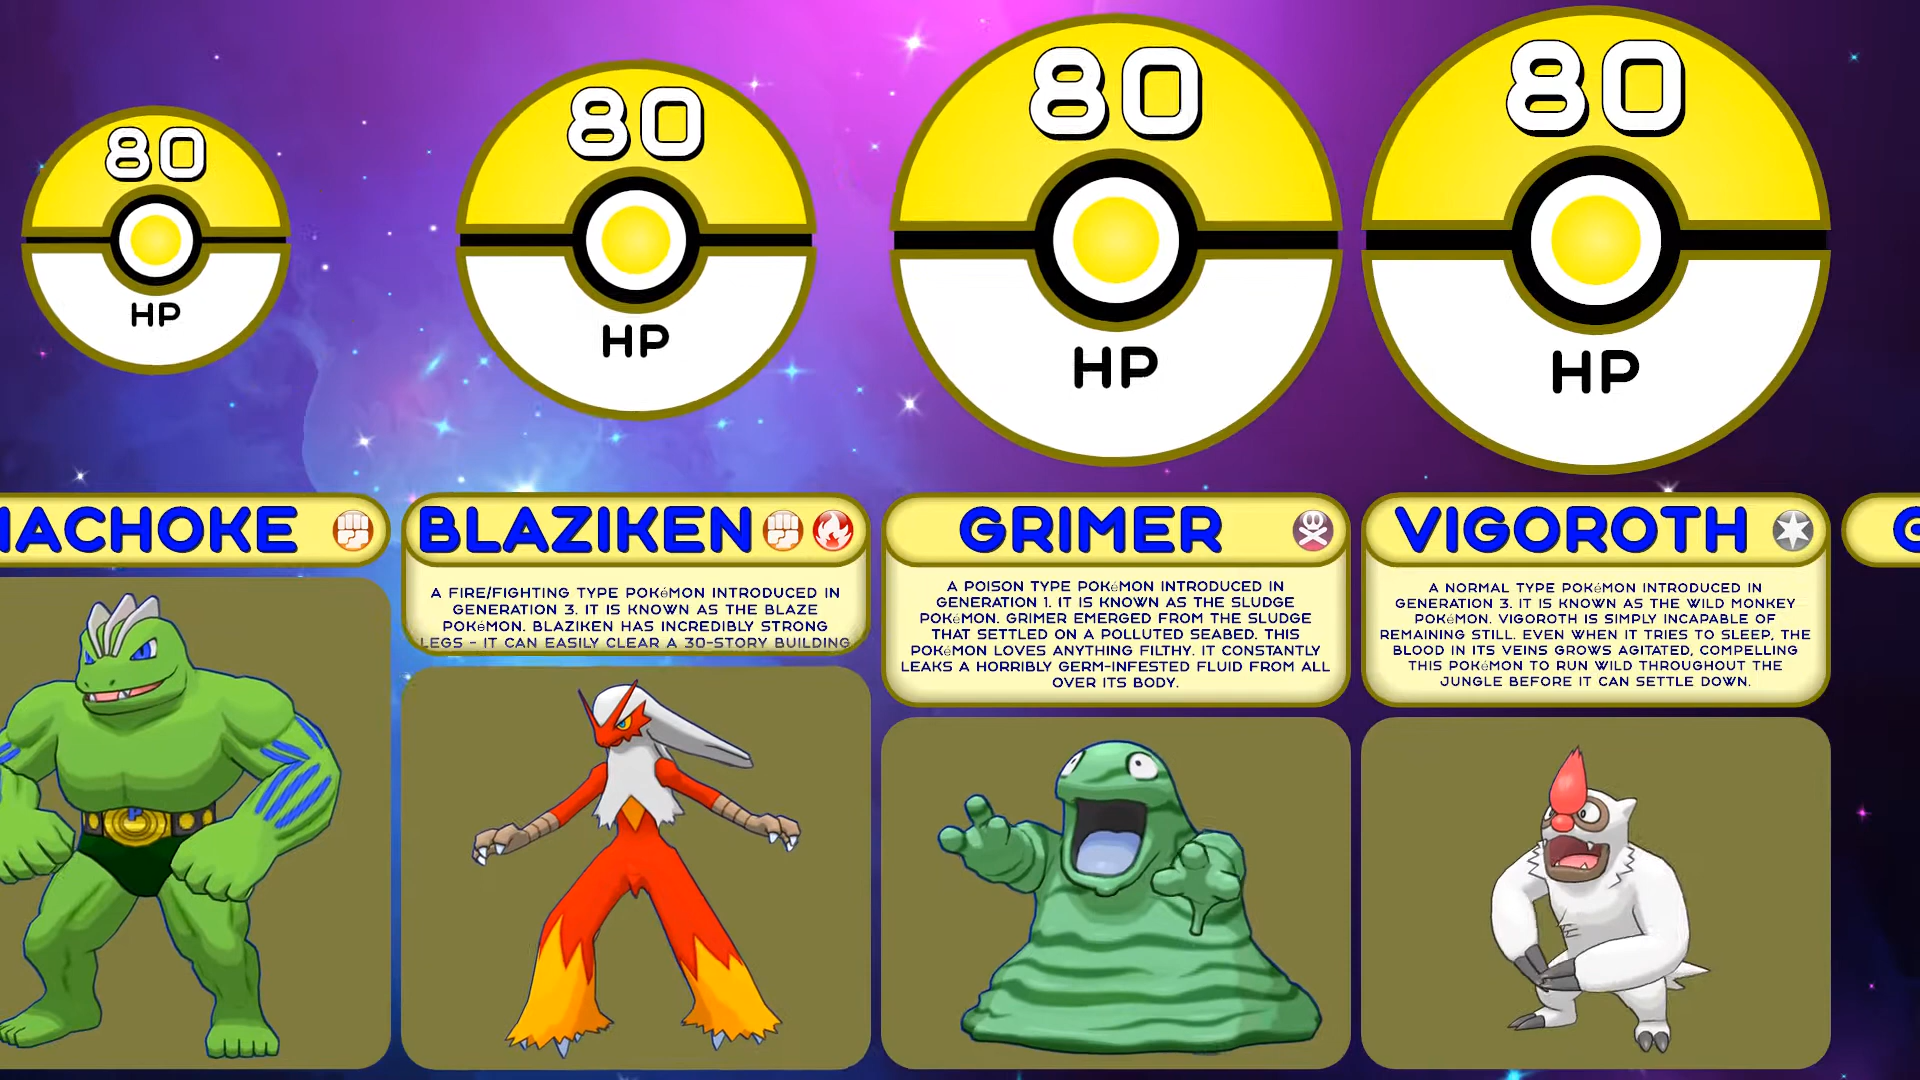 80
HP
80
HP
80
HP
80
HP
ACHOKE
BLAZIKEN
A FIRE/FIGHTING TYPE POKéMON INTRODUCED IN
GENERATION 3. IT IS KNOWN AS THE BLAZE
POKéMON. BLAZIKEN HAS INCREDIBLY STRONG
LEGS - IT CAN EASILY CLEAR A 30-STORY BUILDING
GRIMER
A POISON TYPE POKéMON INTRODUCED IN
GENERATION 1. IT IS KNOWN AS THE SLUDGE
POKéMON. GRIMER EMERGED FROM THE SLUDGE
THAT SETTLED ON A POLLUTED SEABED. THIS
POKéMON LOVES ANYTHING FILTHY. IT CONSTANTLY
LEAKS A HORRIBLY GERM-INFESTED FLUID FROM ALL
OVER ITS BODY.
VIGOROTH
A NORMAL TYPE POKéMON INTRODUCED IN
GENERATION 3. IT IS KNOWN AS THE WILD MONKEY
POKéMON. VIGOROTH IS SIMPLY INCAPABLE OF
REMAINING STILL. EVEN WHEN IT TRIES TO SLEEP, THE
BLOOD IN ITS VEINS GROWS AGITATED, COMPELLING
THIS POKéMON TO RUN WILD THROUGHOUT THE
JUNGLE BEFORE IT CAN SETTLE DOWN.